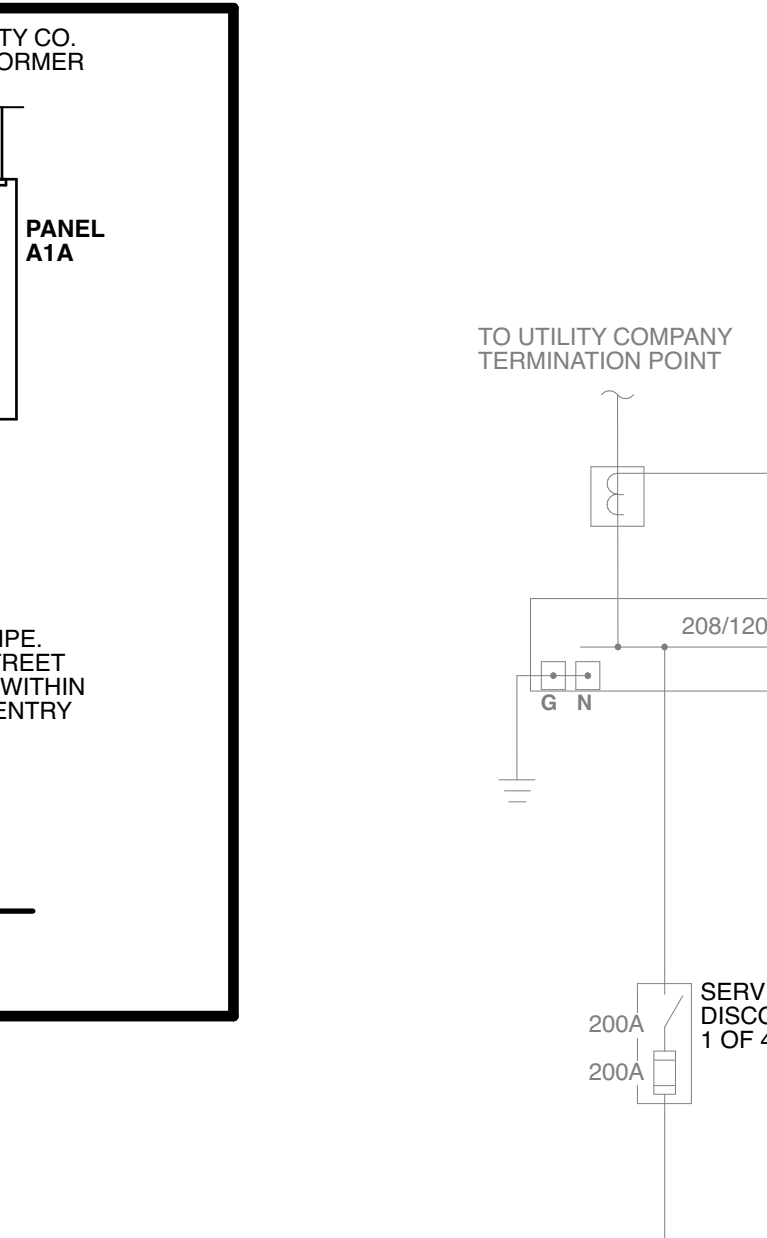 TY CO.
ORMER
PANEL
A1A
TO UTILITY COMPANY
TERMINATION POINT
208/120
G N
IPE.
TREET
WITHIN
ENTRY
200A
200A
SERV
DISCO
1 OF 4